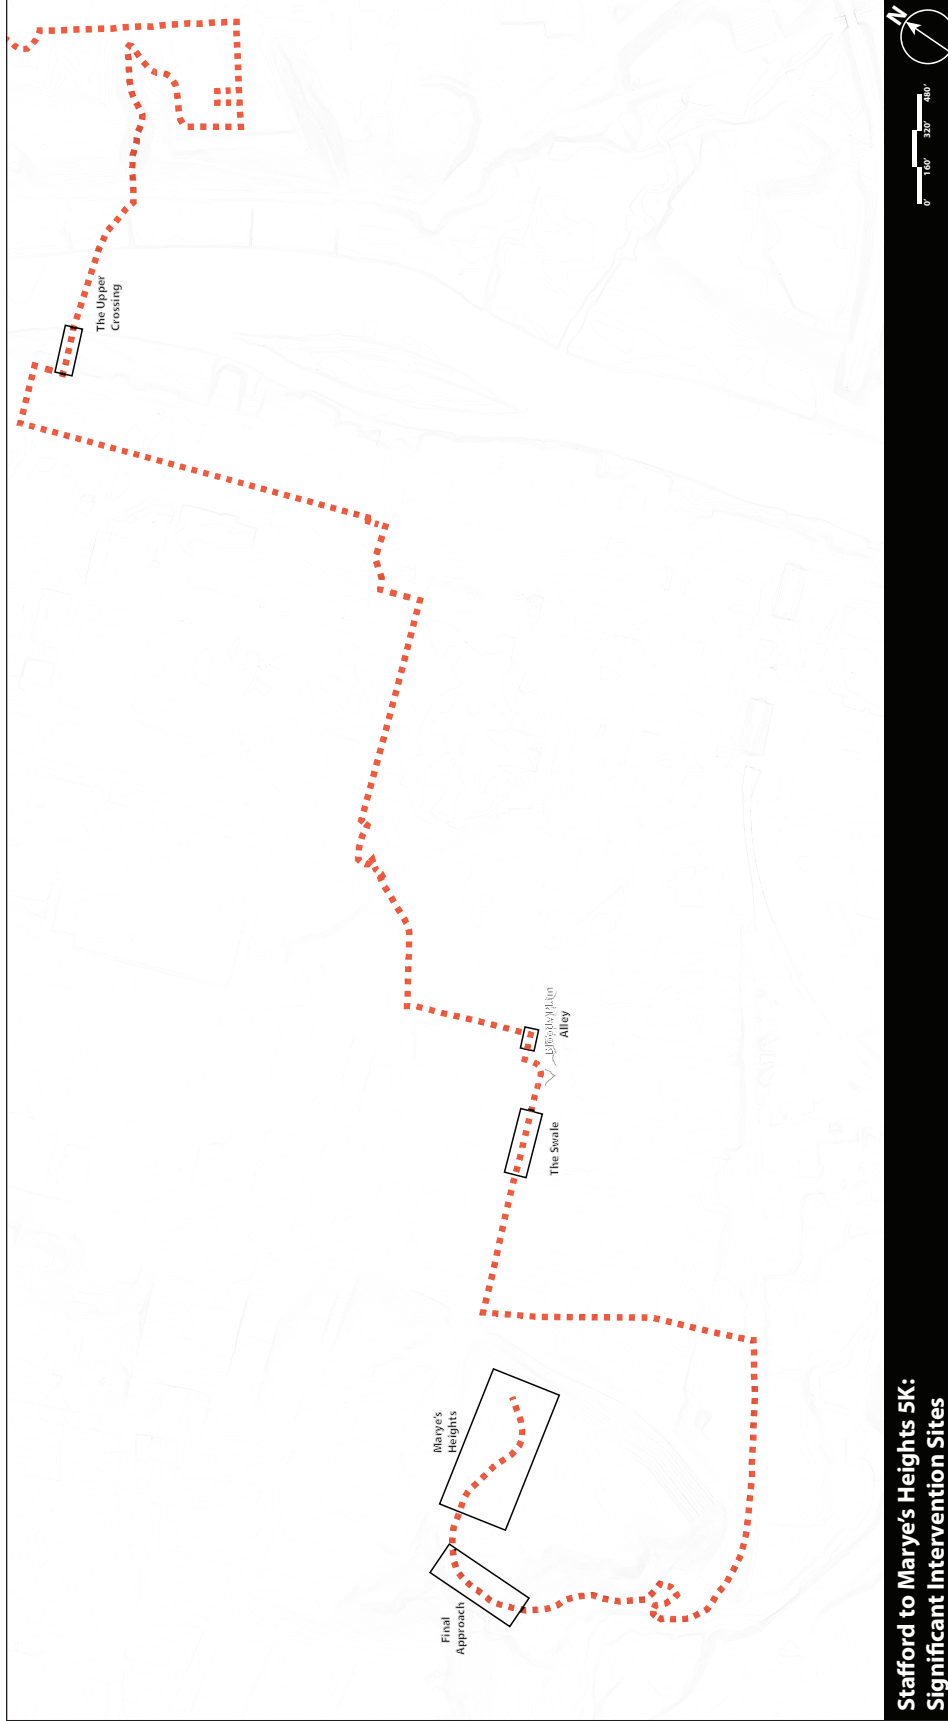 Stafford to Marye's Heights 5K:
Significant Intervention Sites
Final
Approach
Marye's
Heights
The Swale
Alley
The Upper
Crossing
0'
160'
320'
480'
N